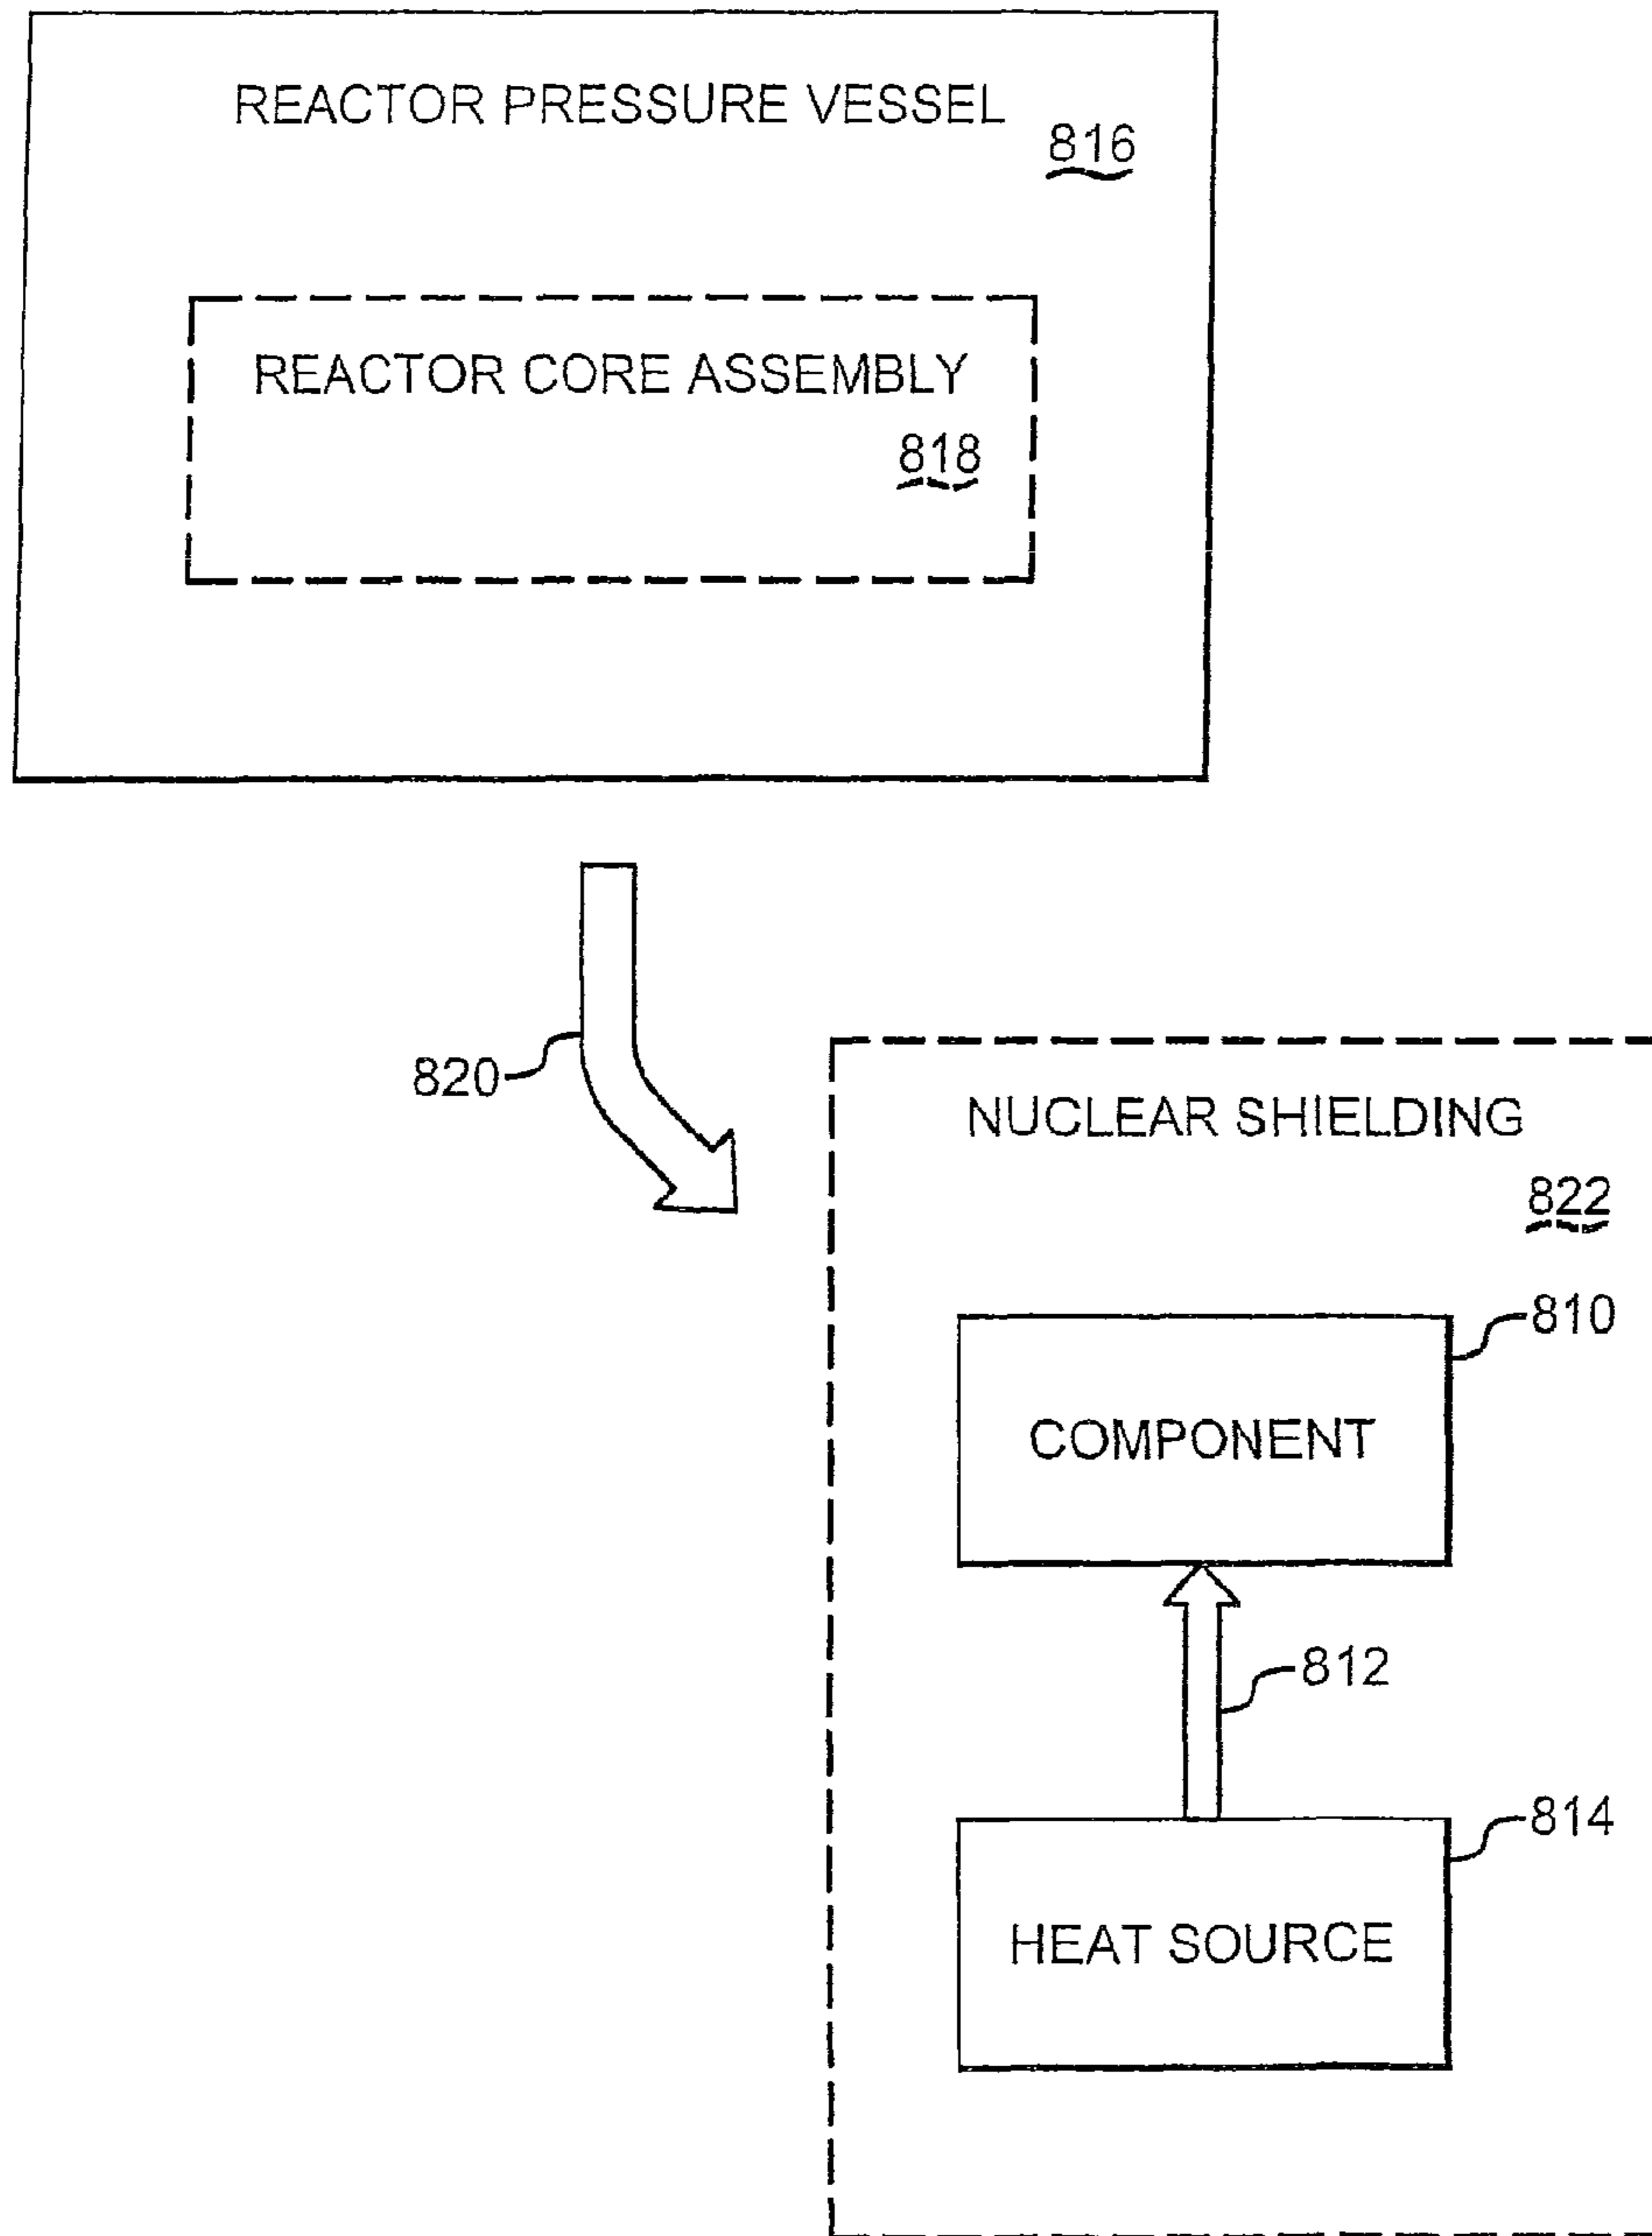 REACTOR PRESSURE VESSEL
816
REACTOR CORE ASSEMBLY
818
820
NUCLEAR SHIELDING
822
810
COMPONENT
812
814
HEAT SOURCE